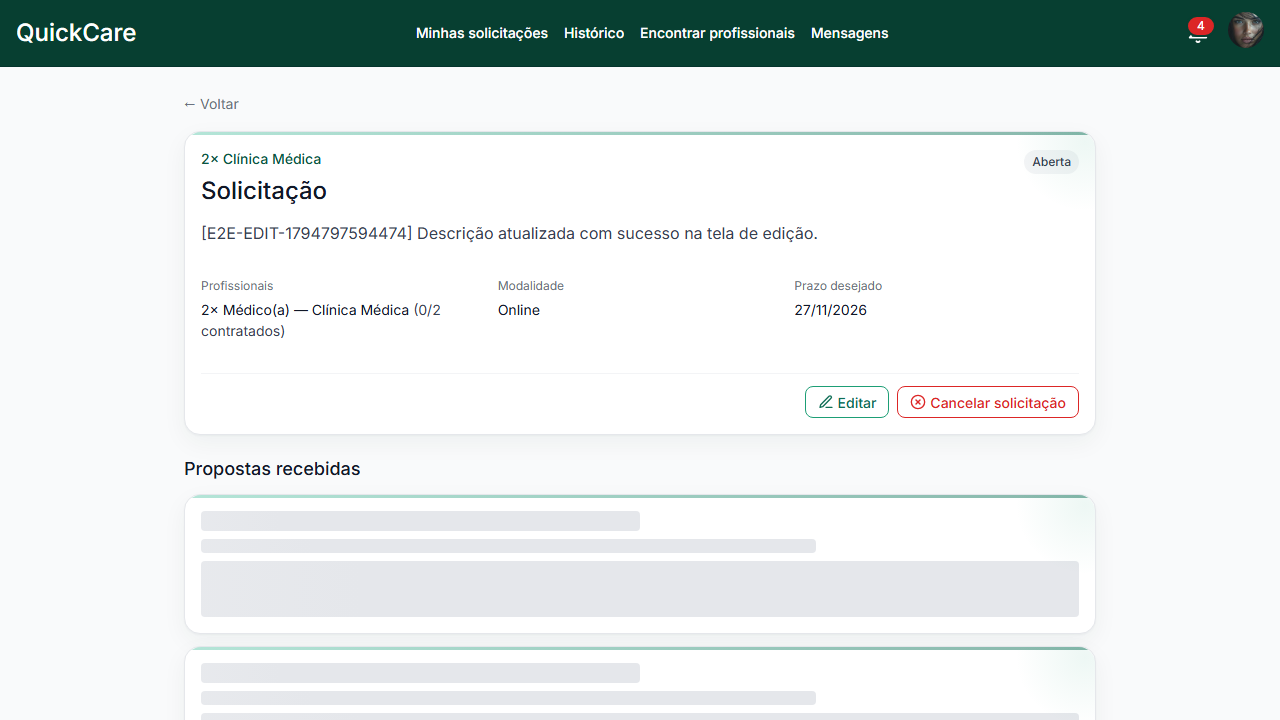 QuickCare
Minhas solicitações
Histórico
Encontrar profissionais
Mensagens
4
← Voltar
2× Clínica Médica
Aberta
Solicitação
[E2E-EDIT-1794797594474] Descrição atualizada com sucesso na tela de edição.
Profissionais
2× Médico(a) — Clínica Médica (0/2
contratados)
Modalidade
Online
Prazo desejado
27/11/2026
Editar
Cancelar solicitação
Propostas recebidas